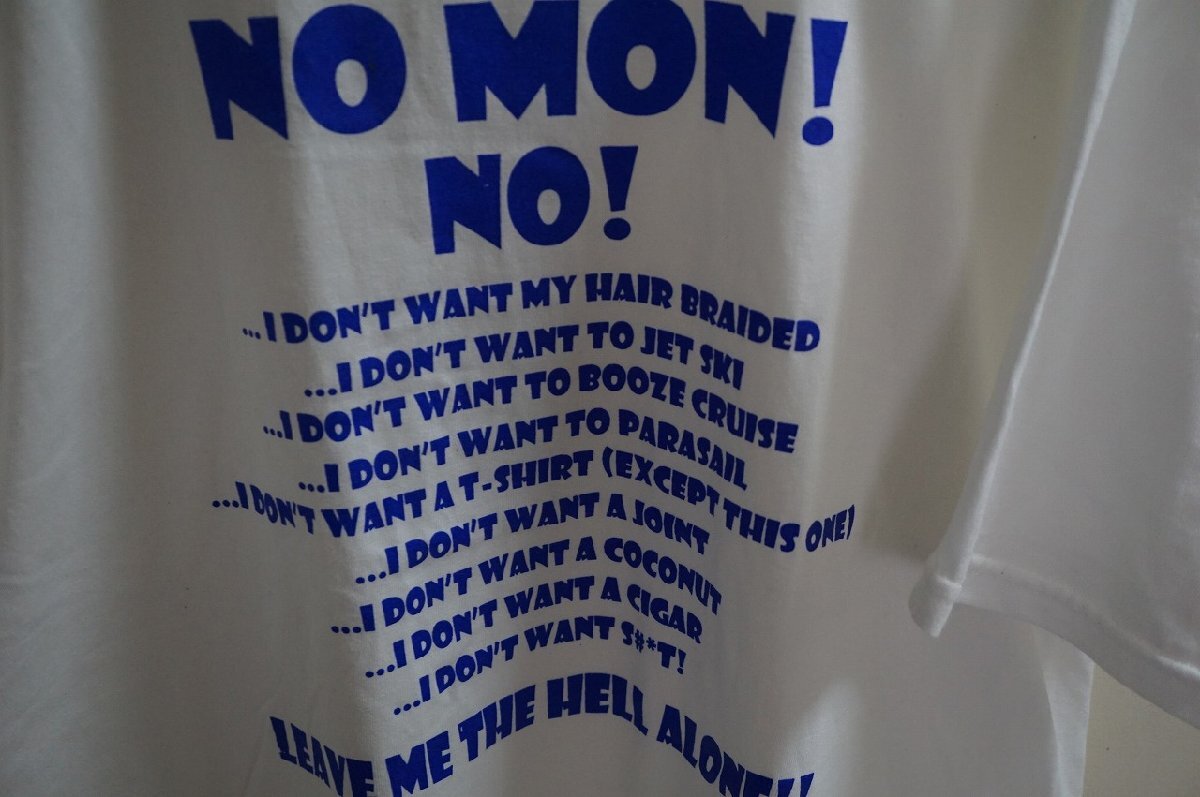 NO MON!
NO!
...I DON'T WANT MY HAIR BRAIDED
...I DON'T WANT TO JET SKI
...I DON'T WANT TO BOOZE CRUISE
...I DON'T WANT TO PARASAIL
...I DON'T WANT A T-SHIRT (EXCEPT THIS ONE)
...I DON'T WANT A JOINT
...I DON'T WANT A COCONUT
...I DON'T WANT A CIGAR
...I DON'T WANT S#*T!
LEAVE ME THE HELL ALONE!!